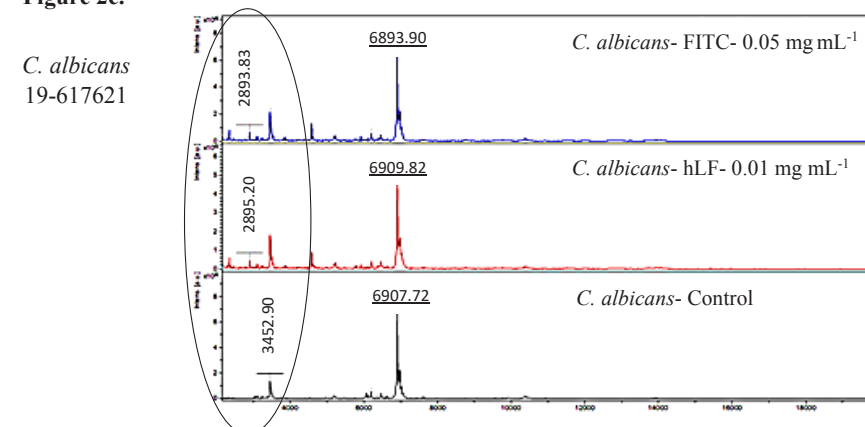 Figure 2c.
C. albicans
19-617621
2893.83
6893.90
C. albicans- FITC- 0.05 mg mL-1
2895.20
6909.82
C. albicans- hLF- 0.01 mg mL-1
3452.90
6907.72
C. albicans- Control
4000 6000 8000 10000 12000 14000 16000 18000